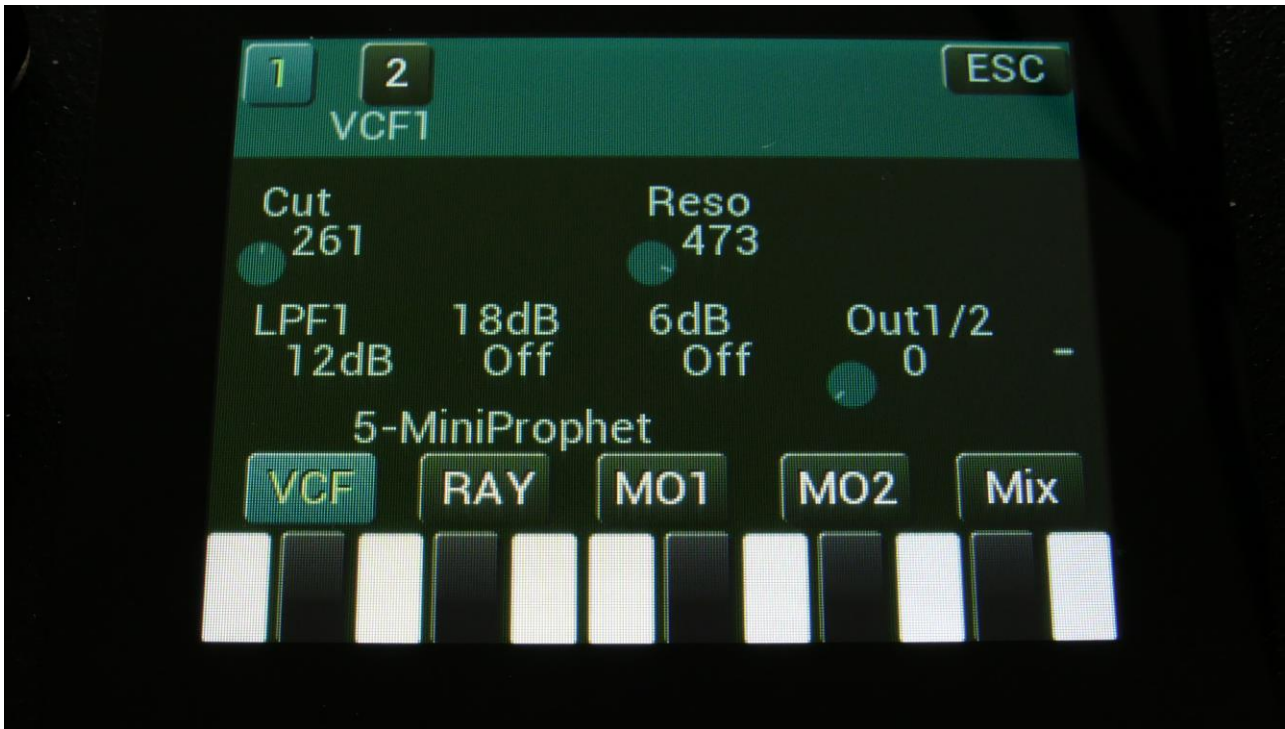 1 2 ESC
VCF1
Cut Reso
261 473
LPF1 18dB 6dB Out1/2
12dB Off Off 0 -
5-MiniProphet
VCF RAY MO1 MO2 Mix